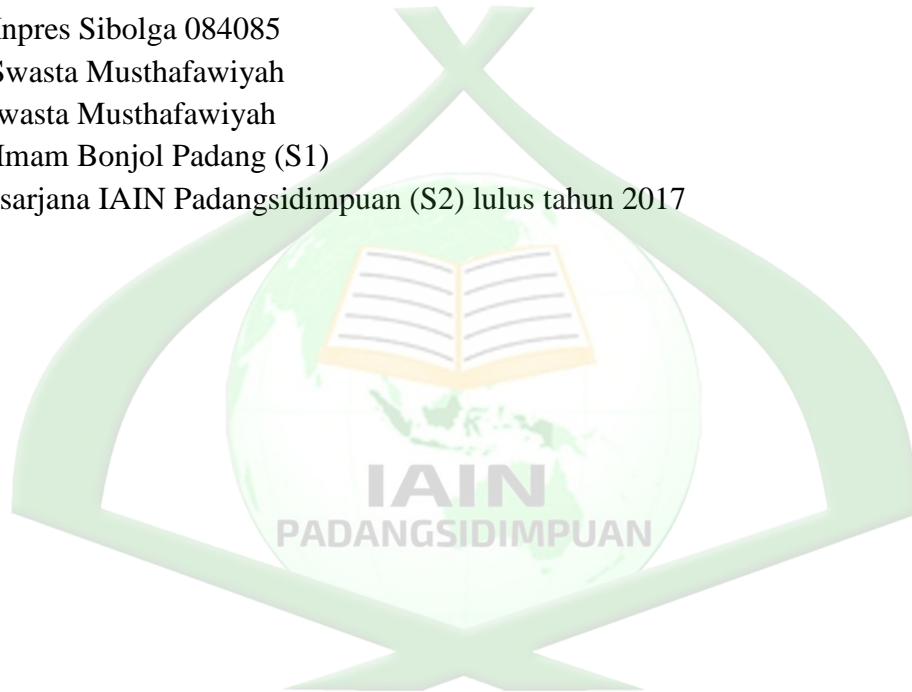 Inpres Sibolga 084085
Swasta Musthafawiyah
wasta Musthafawiyah
Imam Bonjol Padang (S1)
sarjana IAIN Padangsidimpuan (S2) lulus tahun 2017
IAIN
PADANGSIDIMPUAN